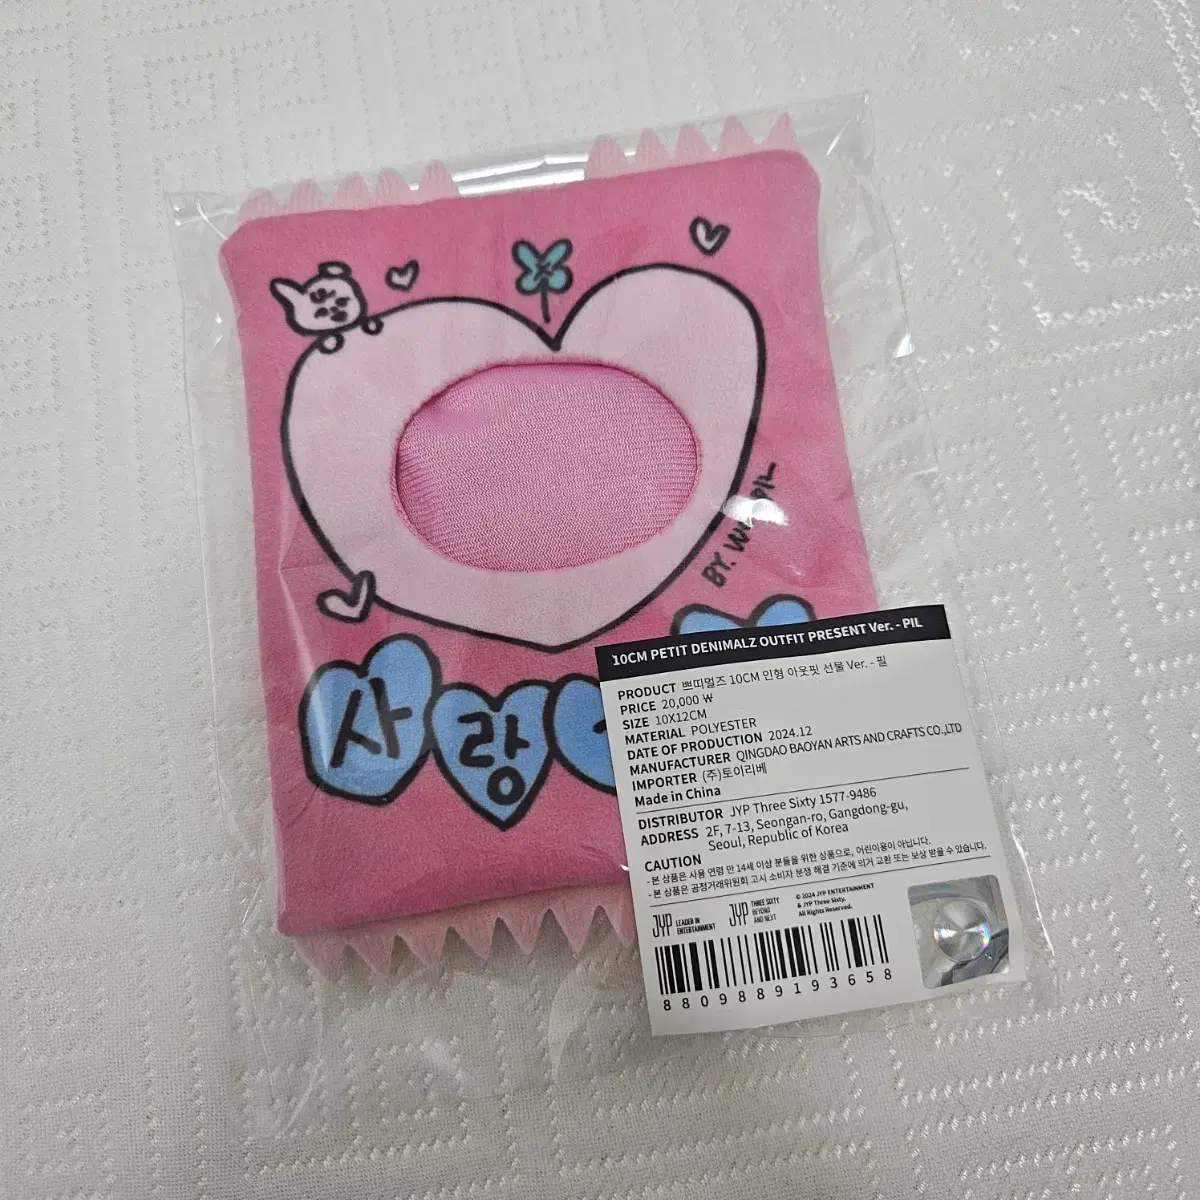 BY. WONPIL
사랑
10CM PETIT DENIMALZ OUTFIT PRESENT Ver. - PIL
PRODUCT 쁘띠멀즈 10CM 인형 아웃핏 선물 Ver. - 필
PRICE 20,000 ₩
SIZE 10X12CM
MATERIAL POLYESTER
DATE OF PRODUCTION 2024.12
MANUFACTURER QINGDAO BAOYAN ARTS AND CRAFTS CO.,LTD
IMPORTER (주)토이리베
Made in China
DISTRIBUTOR JYP Three Sixty 1577-9486
ADDRESS 2F, 7-13, Seongan-ro, Gangdong-gu,
Seoul, Republic of Korea
CAUTION
- 본 상품은 사용 연령 만 14세 이상 분들을 위한 상품으로, 어린이용이 아닙니다.
- 본 상품은 공정거래위원회 고시 소비자 분쟁 해결 기준에 의거 교환 또는 보상 받을 수 있습니다.
JYP LEADER IN
ENTERTAINMENT
JYP THREE SIXTY
BEYOND
AND NEXT
© 2024 JYP ENTERTAINMENT
& JYP Three Sixty.
All Rights Reserved.
8809889193658